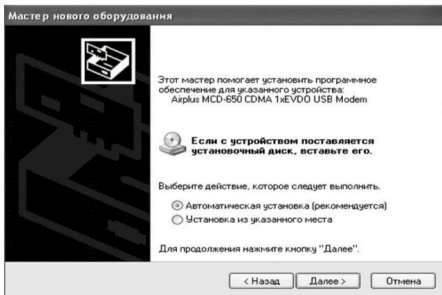 Мастер нового оборудования
Этот мастер помогает установить программное
обеспечение для указанного устройства:
Airplus MCD-650 CDMA 1xEVDO USB Modem
Если с устройством поставляется
установочный диск, вставьте его.
Выберите действие, которое следует выполнить.
Автоматическая установка (рекомендуется)
Установка из указанного места
Для продолжения нажмите кнопку "Далее".
< Назад
Далее >
Отмена